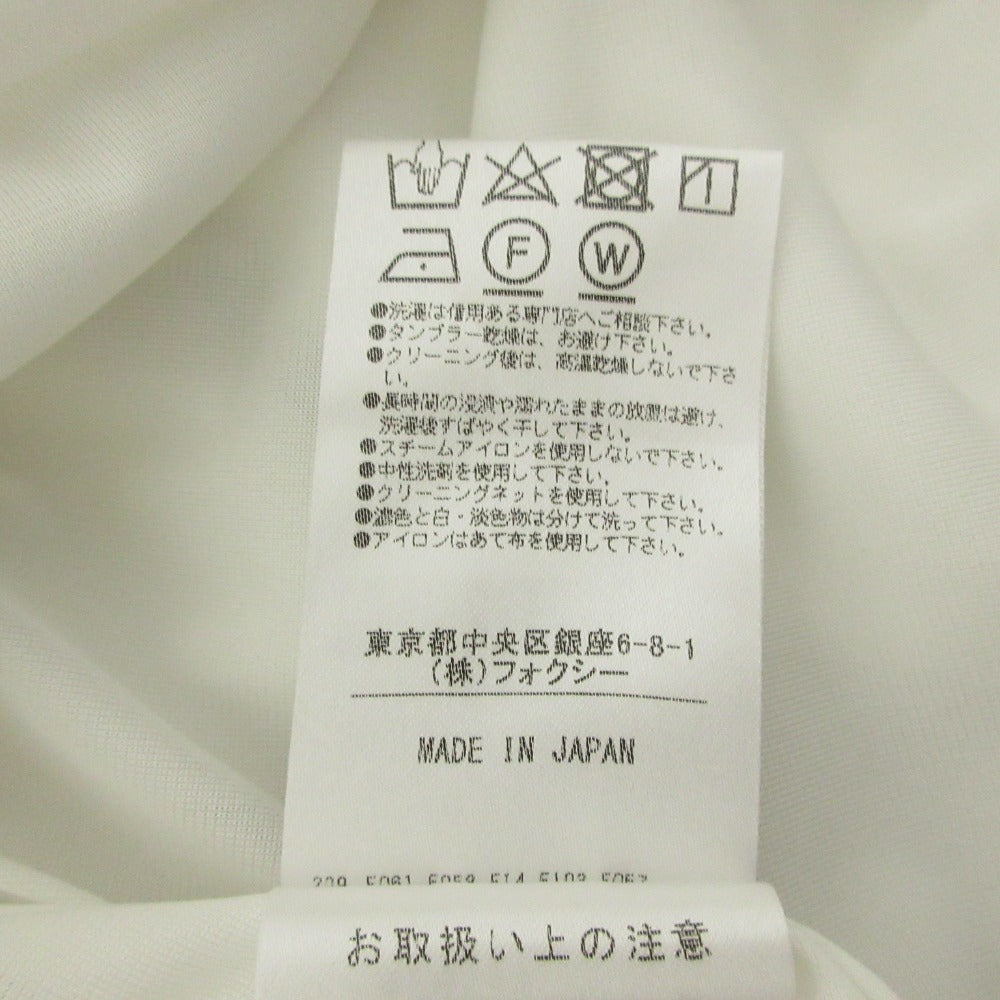 F W
●洗濯は信用ある専門店へご相談下さい。
●タンブラー乾燥は、お避け下さい。
●クリーニング後は、高温乾燥しないで下さ
い。
●長時間の浸漬や濡れたままの放置は避け、
洗濯後すばやく干して下さい。
●スチームアイロンを使用しないで下さい。
●中性洗剤を使用して下さい。
●クリーニングネットを使用して下さい。
●濃色と白・淡色物は分けて洗って下さい。
●アイロンはあて布を使用して下さい。
東京都中央区銀座6-8-1
(株)フォクシー
MADE IN JAPAN
お取扱い上の注意